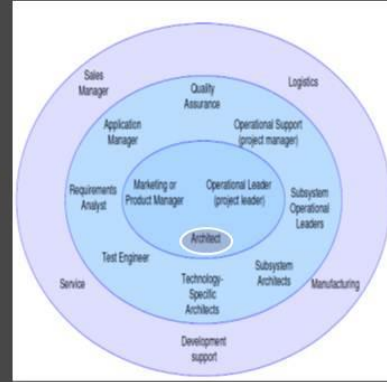 Sales
Manager
Logistics
Quality
Assurance
Application
Manager
Operational Support
(project manager)
Marketing or
Product Manager
Operational Leader
(project leader)
Requirements
Analyst
Subsystem
Operational
Leaders
Architect
Test Engineer
Subsystem
Architects
Technology-
Specific
Architects
Service
Manufacturing
Development
support